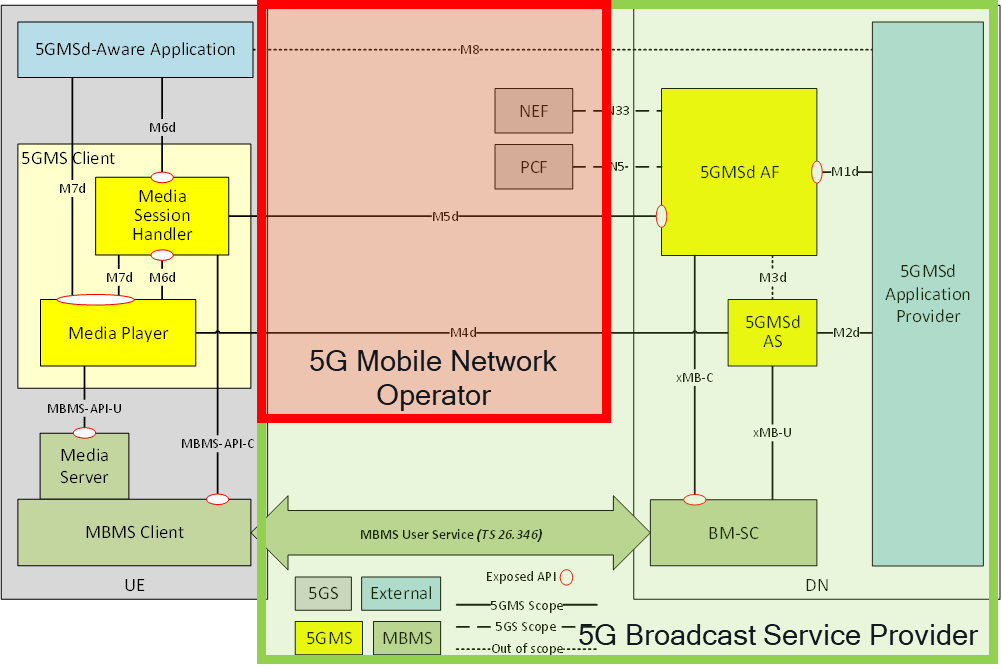 5GMSd-Aware Application
M8
NEF
N33
M6d
5GMS Client
PCF
N5
5GMSd AF
M1d
M7d
Media
Session
Handler
M5d
M7d
M6d
M3d
5GMSd
Application
Provider
Media Player
M4d
5GMSd
AS
M2d
5G Mobile Network
Operator
xMB-C
MBMS-API-U
MBMS-API-C
xMB-U
Media
Server
MBMS Client
MBMS User Service (TS 26.346)
BM-SC
UE
Exposed API
DN
5GS
External
5GMS Scope
5GS Scope
5GMS
MBMS
Out of scope
5G Broadcast Service Provider